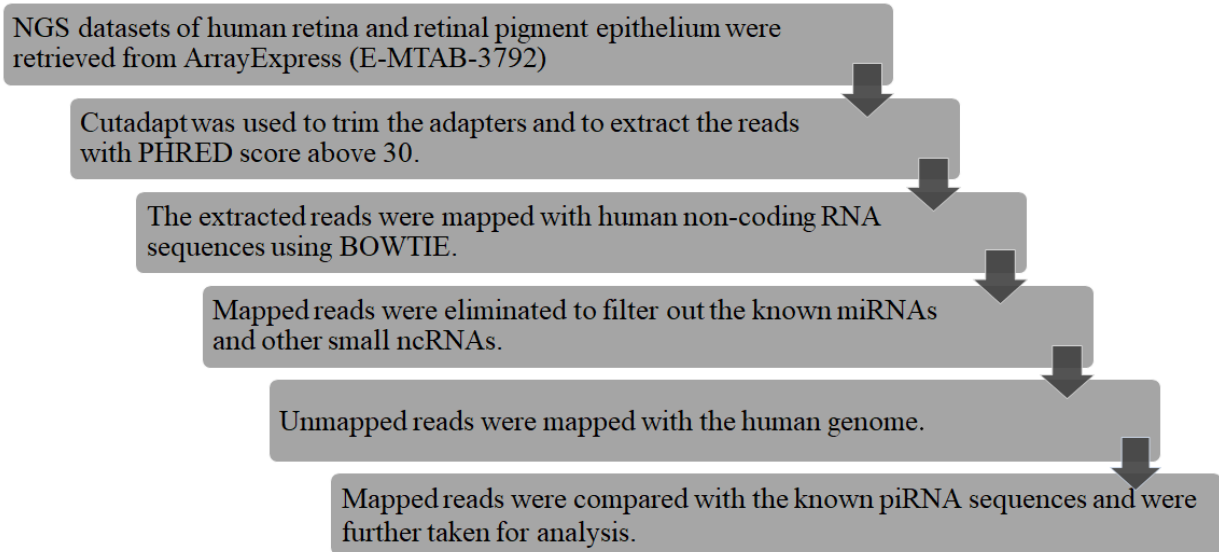 NGS datasets of human retina and retinal pigment epithelium were
retrieved from ArrayExpress (E-MTAB-3792)
Cutadapt was used to trim the adapters and to extract the reads
with PHRED score above 30.
The extracted reads were mapped with human non-coding RNA
sequences using BOWTIE.
Mapped reads were eliminated to filter out the known miRNAs
and other small ncRNAs.
Unmapped reads were mapped with the human genome.
Mapped reads were compared with the known piRNA sequences and were
further taken for analysis.